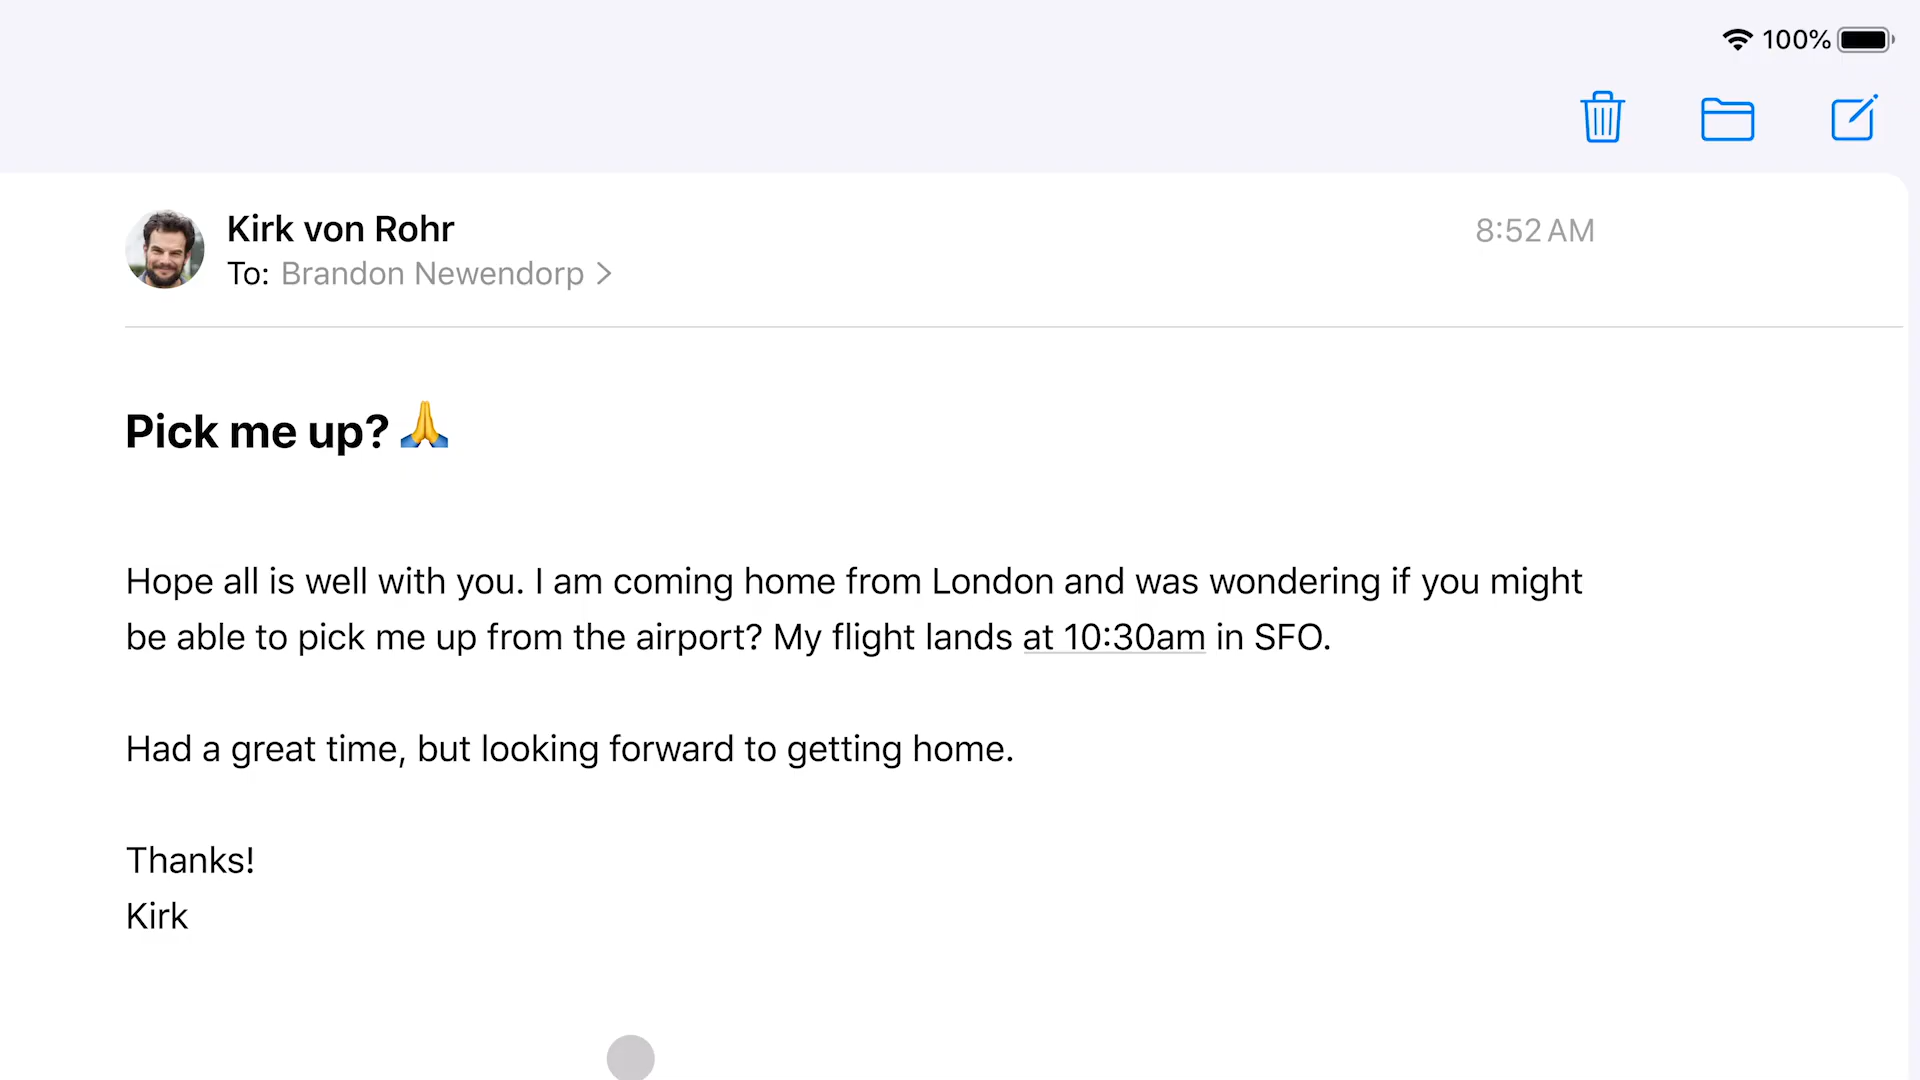 100%
Kirk von Rohr
8:52 AM
To: Brandon Newendorp
Pick me up? 🙏
Hope all is well with you. I am coming home from London and was wondering if you might
be able to pick me up from the airport? My flight lands at 10:30am in SFO.
Had a great time, but looking forward to getting home.
Thanks!
Kirk